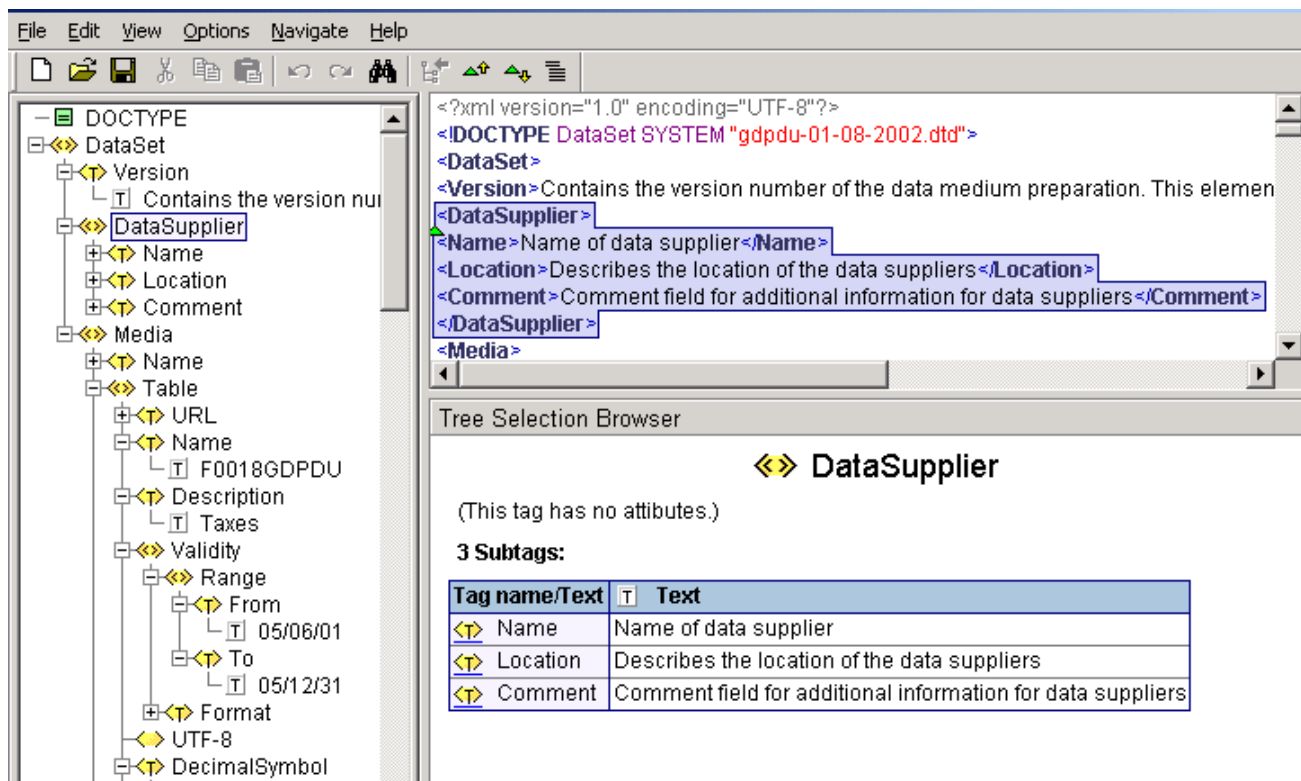 File Edit View Options Navigate Help
DOCTYPE
DataSet
Version
T Contains the version nu
DataSupplier
T Name
T Location
T Comment
Media
T Name
Table
T URL
T Name
T F0018GDPDU
T Description
T Taxes
Validity
Range
T From
T 05/06/01
T To
T 05/12/31
T Format
UTF-8
T DecimalSymbol
<?xml version="1.0" encoding="UTF-8"?>
<!DOCTYPE DataSet SYSTEM "gdpdu-01-08-2002.dtd">
<DataSet>
<Version>Contains the version number of the data medium preparation. This elemen
<DataSupplier>
<Name>Name of data supplier</Name>
<Location>Describes the location of the data suppliers</Location>
<Comment>Comment field for additional information for data suppliers</Comment>
</DataSupplier>
<Media>
Tree Selection Browser
DataSupplier
(This tag has no attibutes.)
3 Subtags:
Tag name/Text T Text
T Name Name of data supplier
T Location Describes the location of the data suppliers
T Comment Comment field for additional information for data suppliers